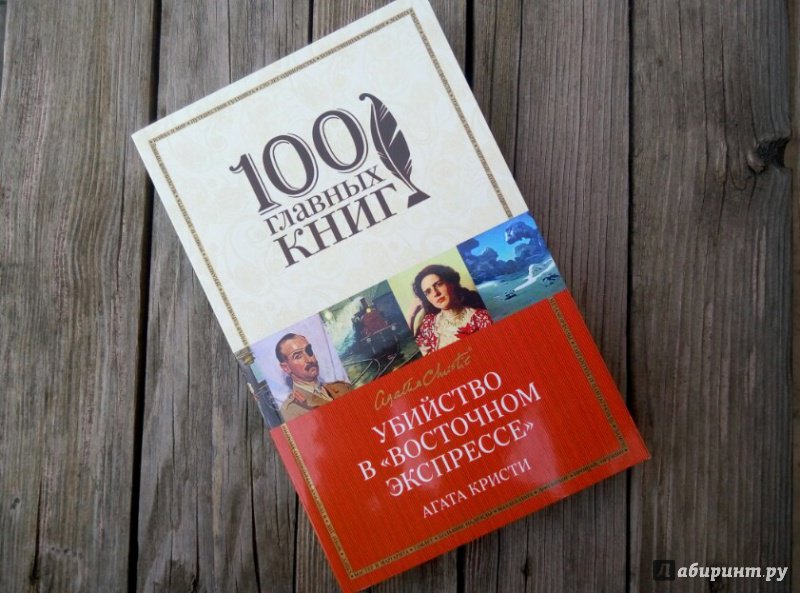 100
главных
КНИГ
Agatha Christie
УБИЙСТВО
В «ВОСТОЧНОМ
ЭКСПРЕССЕ»
АГАТА КРИСТИ
Лабиринт.ру